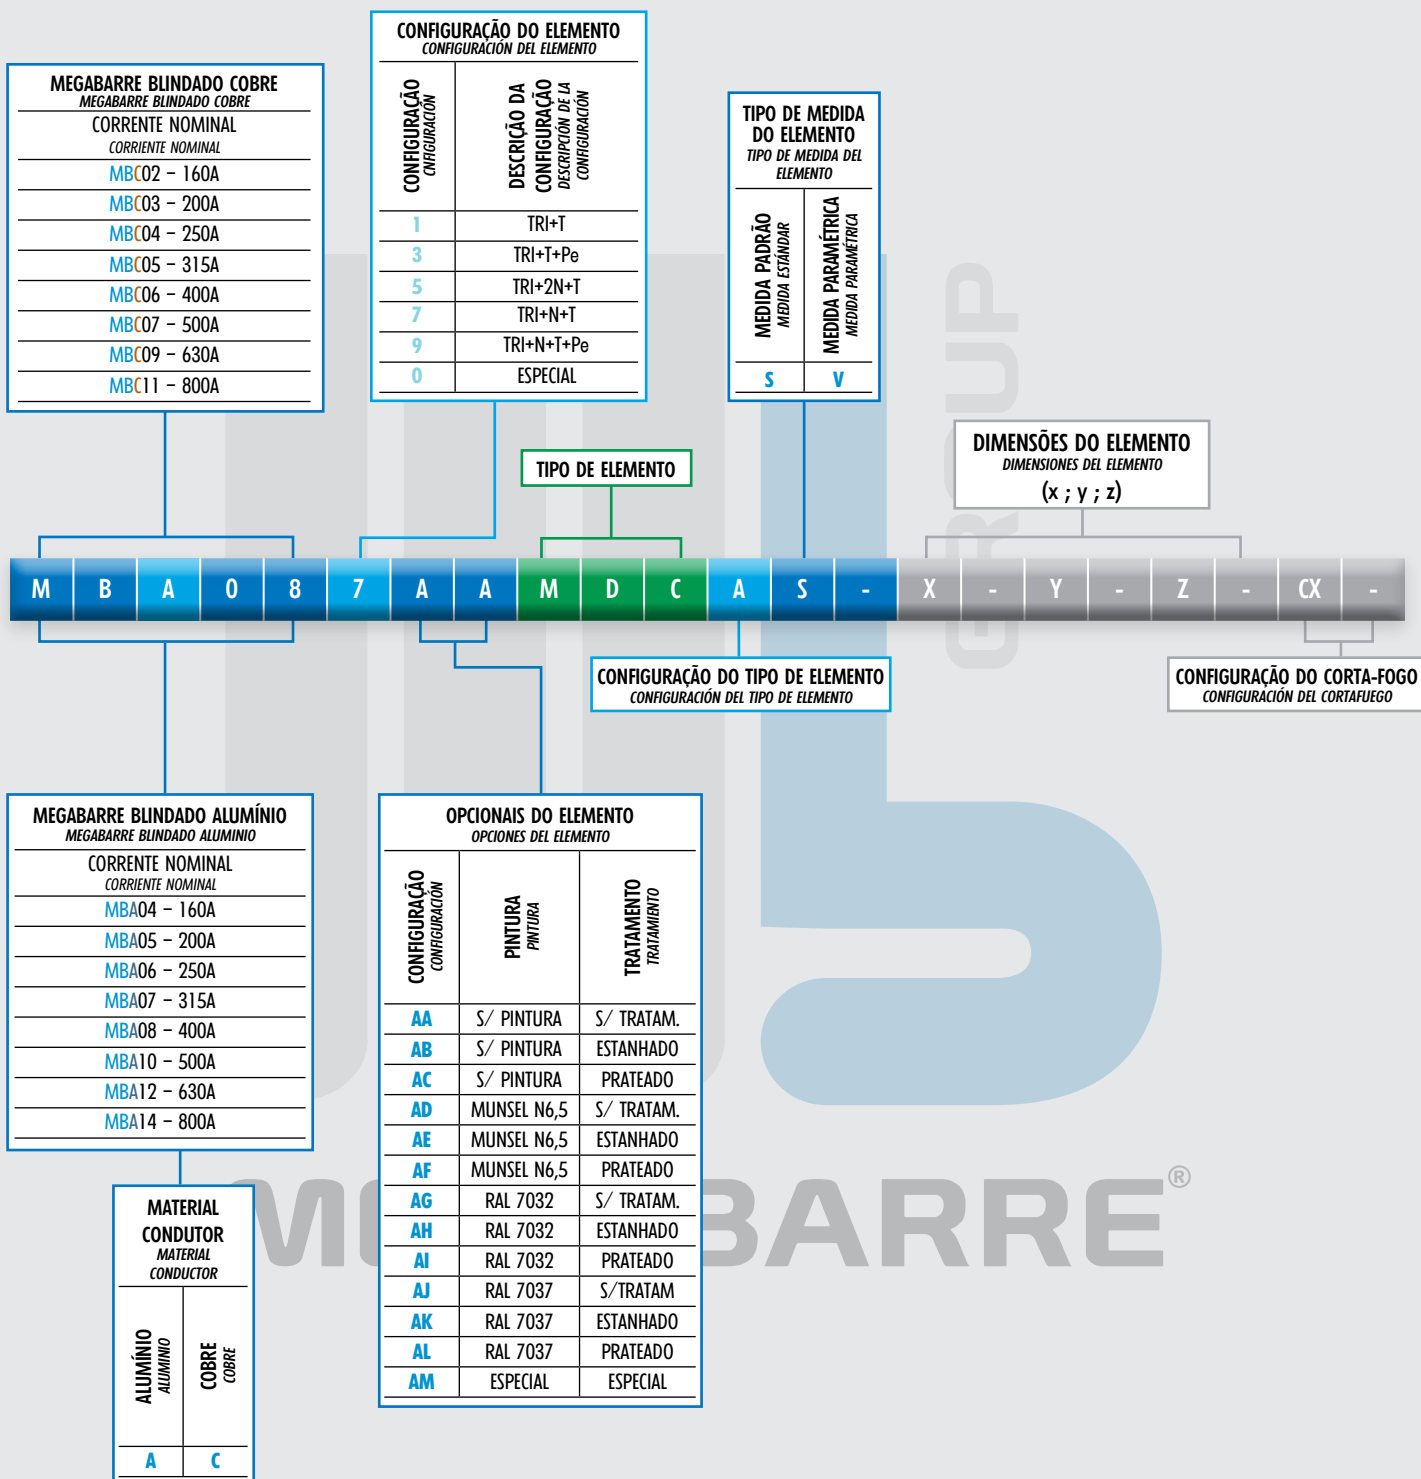 CONFIGURAÇÃO DO ELEMENTO
CONFIGURACIÓN DEL ELEMENTO
CONFIGURAÇÃO
CNFIGURACIÓN
DESCRIÇÃO DA
CONFIGURAÇÃO
DESCRIPCIÓN DE LA
CONFIGURACIÓN
1 TRI+T
3 TRI+T+Pe
5 TRI+2N+T
7 TRI+N+T
9 TRI+N+T+Pe
0 ESPECIAL
MEGABARRE BLINDADO COBRE
MEGABARRE BLINDADO COBRE
CORRENTE NOMINAL
CORRIENTE NOMINAL
MBC02 – 160A
MBC03 – 200A
MBC04 – 250A
MBC05 – 315A
MBC06 – 400A
MBC07 – 500A
MBC09 – 630A
MBC11 – 800A
TIPO DE MEDIDA
DO ELEMENTO
TIPO DE MEDIDA DEL
ELEMENTO
MEDIDA PADRÃO
MEDIDA ESTÁNDAR
MEDIDA PARAMÉTRICA
MEDIDA PARAMÉTRICA
S V
GROUP
TIPO DE ELEMENTO
DIMENSÕES DO ELEMENTO
DIMENSIONES DEL ELEMENTO
(x ; y ; z)
M B A 0 8 7 A A M D C A S - X - Y - Z - CX -
CONFIGURAÇÃO DO TIPO DE ELEMENTO
CONFIGURACIÓN DEL TIPO DE ELEMENTO
CONFIGURAÇÃO DO CORTA-FOGO
CONFIGURACIÓN DEL CORTAFUEGO
MEGABARRE BLINDADO ALUMÍNIO
MEGABARRE BLINDADO ALUMINIO
CORRENTE NOMINAL
CORRIENTE NOMINAL
MBA04 – 160A
MBA05 – 200A
MBA06 – 250A
MBA07 – 315A
MBA08 – 400A
MBA10 – 500A
MBA12 – 630A
MBA14 – 800A
OPCIONAIS DO ELEMENTO
OPCIONES DEL ELEMENTO
CONFIGURAÇÃO
CONFIGURACIÓN
PINTURA
PINTURA
TRATAMENTO
TRATAMIENTO
AA S/ PINTURA S/ TRATAM.
AB S/ PINTURA ESTANHADO
AC S/ PINTURA PRATEADO
AD MUNSEL N6,5 S/ TRATAM.
AE MUNSEL N6,5 ESTANHADO
AF MUNSEL N6,5 PRATEADO
AG RAL 7032 S/ TRATAM.
AH RAL 7032 ESTANHADO
AI RAL 7032 PRATEADO
AJ RAL 7037 S/TRATAM
AK RAL 7037 ESTANHADO
AL RAL 7037 PRATEADO
AM ESPECIAL ESPECIAL
MATERIAL
CONDUTOR
MATERIAL
CONDUCTOR
ALUMÍNIO
ALUMINIO
COBRE
COBRE
A C